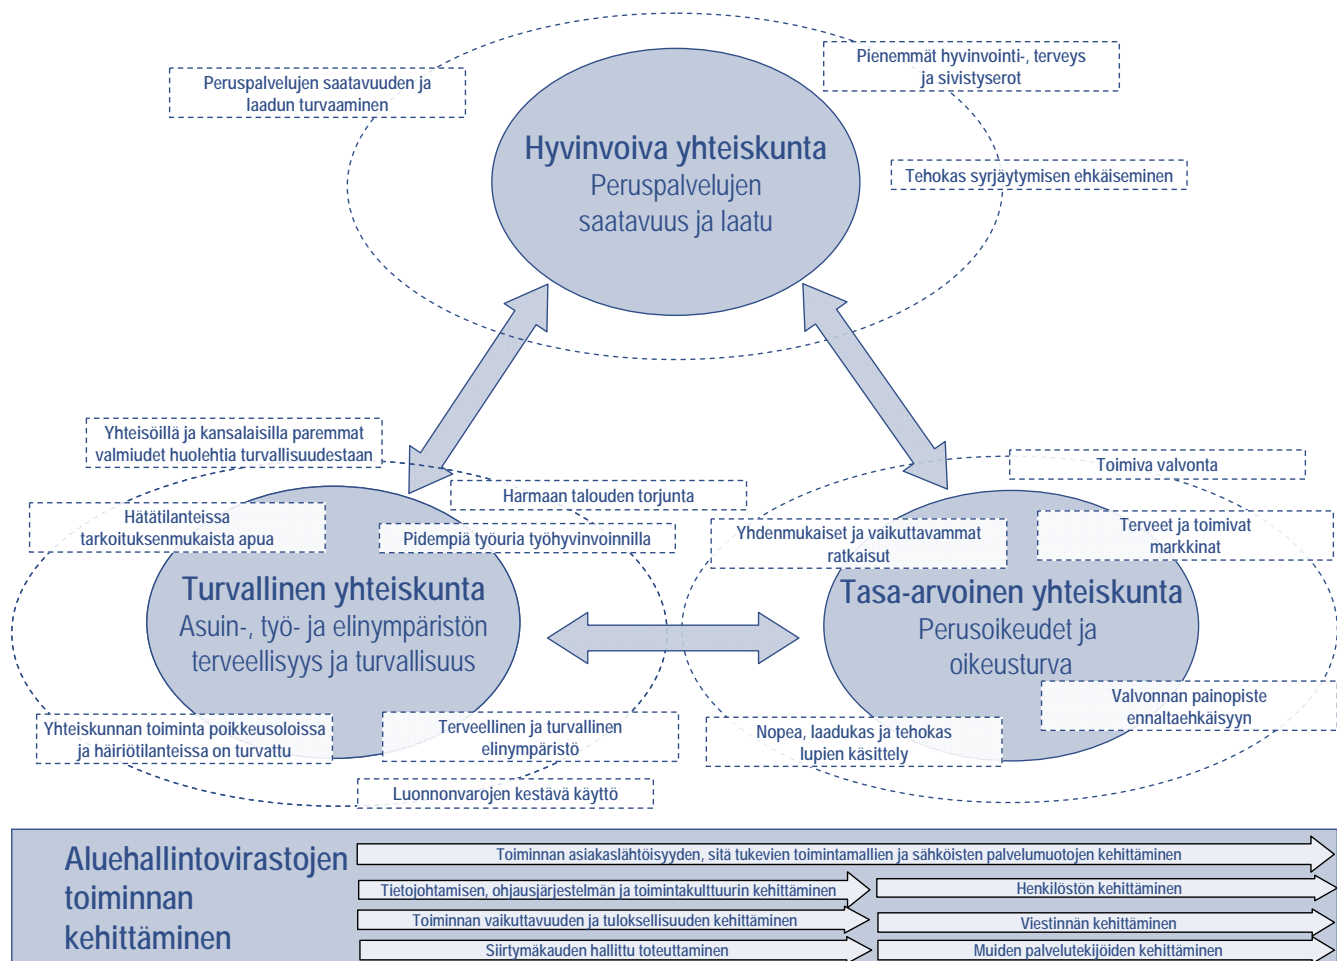 Peruspalvelujen saatavuuden ja
laadun turvaaminen
Pienemmät hyvinvointi-, terveys
ja sivistyserot
Tehokas syrjäytymisen ehkäiseminen
Hyvinvoiva yhteiskunta
Peruspalvelujen
saatavuus ja laatu
Yhteisöillä ja kansalaisilla paremmat
valmiudet huolehtia turvallisuudestaan
Harmaan talouden torjunta
Hätätilanteissa
tarkoituksenmukaista apua
Pidempiä työuria työhyvinvoinnilla
Turvallinen yhteiskunta
Asuin-, työ- ja elinympäristön
terveellisyys ja turvallisuus
Yhteiskunnan toiminta poikkeusoloissa
ja häiriötilanteissa on turvattu
Terveellinen ja turvallinen
elinympäristö
Luonnonvarojen kestävä käyttö
Toimiva valvonta
Yhdenmukaiset ja vaikuttavammat
ratkaisut
Terveet ja toimivat
markkinat
Tasa-arvoinen yhteiskunta
Perusoikeudet ja
oikeusturva
Valvonnan painopiste
ennaltaehkäisyyn
Nopea, laadukas ja tehokas
lupien käsittely
Aluehallintovirastojen
toiminnan
kehittäminen
Toiminnan asiakaslähtöisyyden, sitä tukevien toimintamallien ja sähköisten palvelumuotojen kehittäminen
Tietojohtamisen, ohjausjärjestelmän ja toimintakulttuurin kehittäminen
Henkilöstön kehittäminen
Toiminnan vaikuttavuuden ja tuloksellisuuden kehittäminen
Viestinnän kehittäminen
Siirtymäkauden hallittu toteuttaminen
Muiden palvelutekijöiden kehittäminen